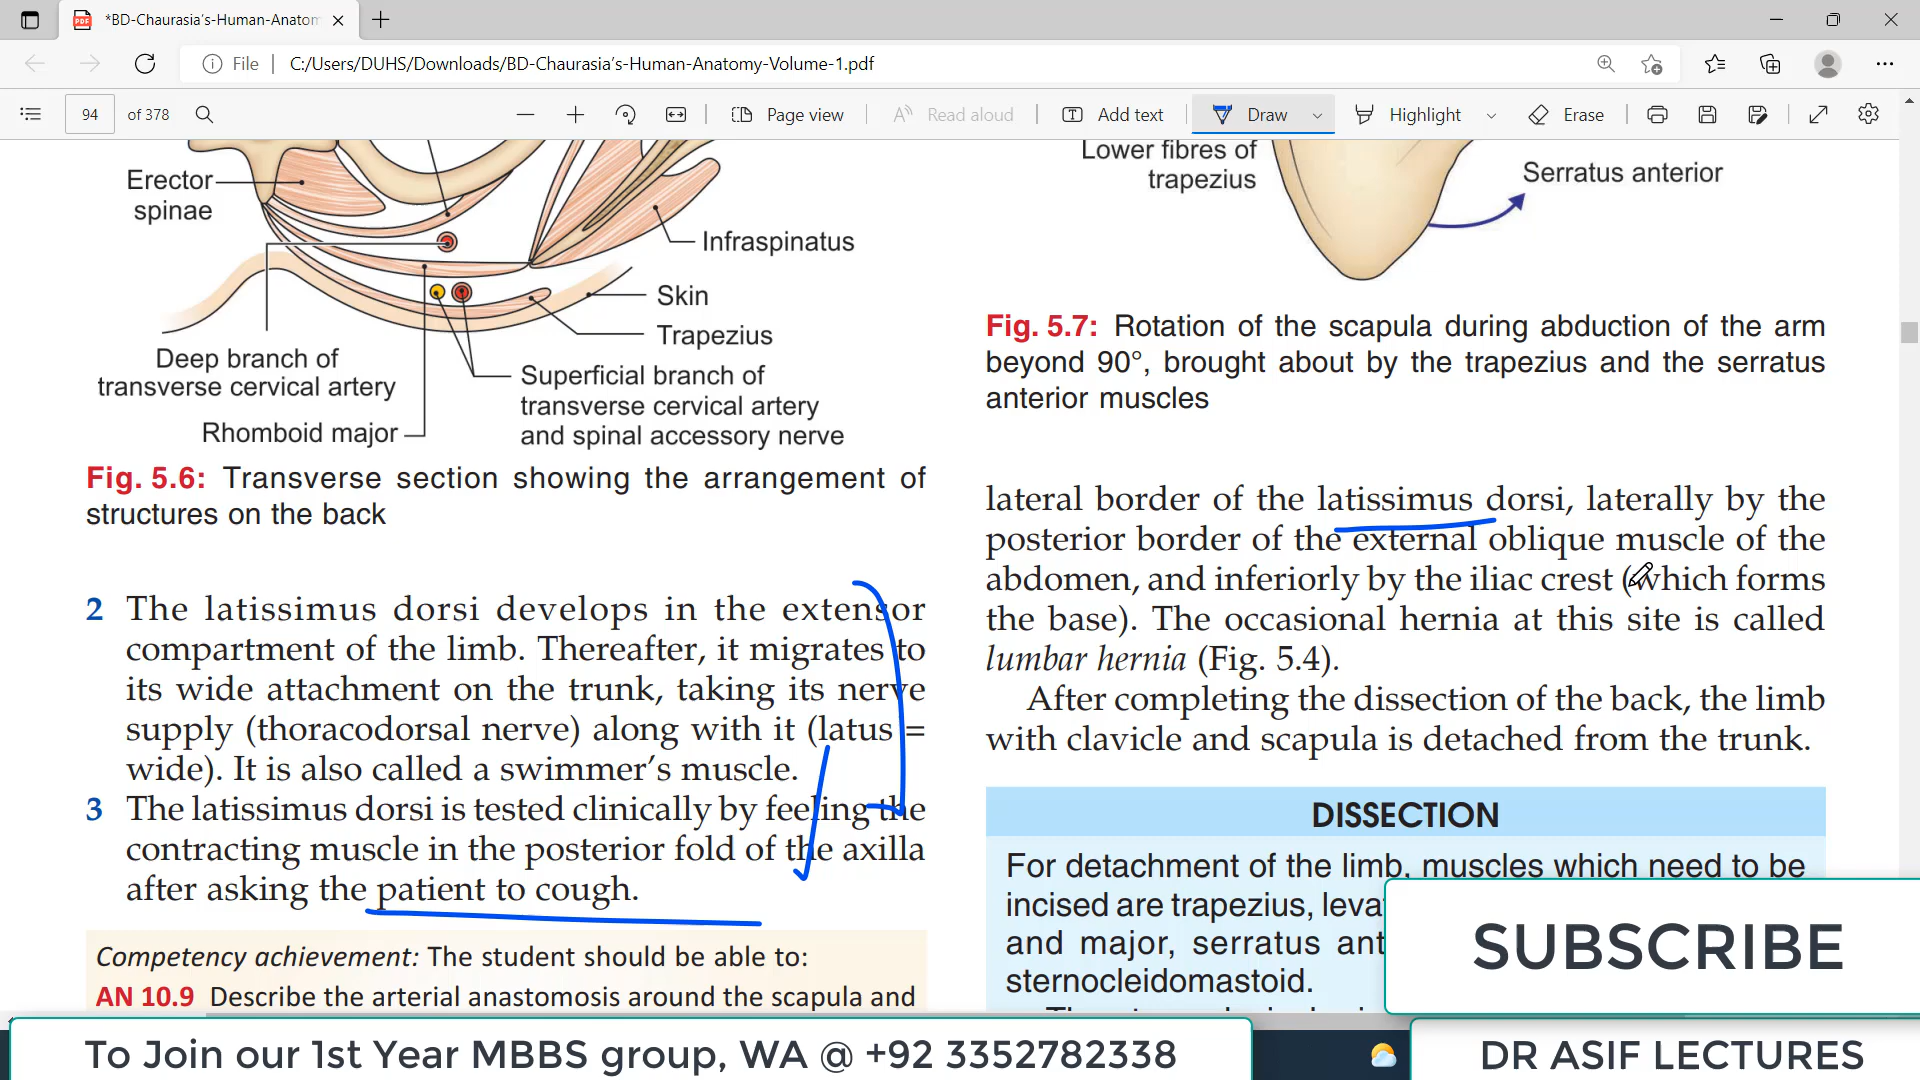 *BD-Chaurasia's-Human-Anatom
File
C:/Users/DUHS/Downloads/BD-Chaurasia's-Human-Anatomy-Volume-1.pdf
94 of 378
Page view
Read aloud
Add text
Draw
Highlight
Erase
Erector
spinae
Infraspinatus
Skin
Trapezius
Deep branch of
transverse cervical artery
Superficial branch of
transverse cervical artery
and spinal accessory nerve
Rhomboid major
Fig. 5.6: Transverse section showing the arrangement of
structures on the back
2 The latissimus dorsi develops in the extensor
compartment of the limb. Thereafter, it migrates to
its wide attachment on the trunk, taking its nerve
supply (thoracodorsal nerve) along with it (latus =
wide). It is also called a swimmer's muscle.
3 The latissimus dorsi is tested clinically by feeling the
contracting muscle in the posterior fold of the axilla
after asking the patient to cough.
Competency achievement: The student should be able to:
AN 10.9 Describe the arterial anastomosis around the scapula and
Lower fibres of
trapezius
Serratus anterior
Fig. 5.7: Rotation of the scapula during abduction of the arm
beyond 90°, brought about by the trapezius and the serratus
anterior muscles
lateral border of the latissimus dorsi, laterally by the
posterior border of the external oblique muscle of the
abdomen, and inferiorly by the iliac crest (which forms
the base). The occasional hernia at this site is called
lumbar hernia (Fig. 5.4).
After completing the dissection of the back, the limb
with clavicle and scapula is detached from the trunk.
DISSECTION
For detachment of the limb, muscles which need to be
incised are trapezius, leva
and major, serratus ant
sternocleidomastoid.
SUBSCRIBE
To Join our 1st Year MBBS group, WA @ +92 3352782338
DR ASIF LECTURES